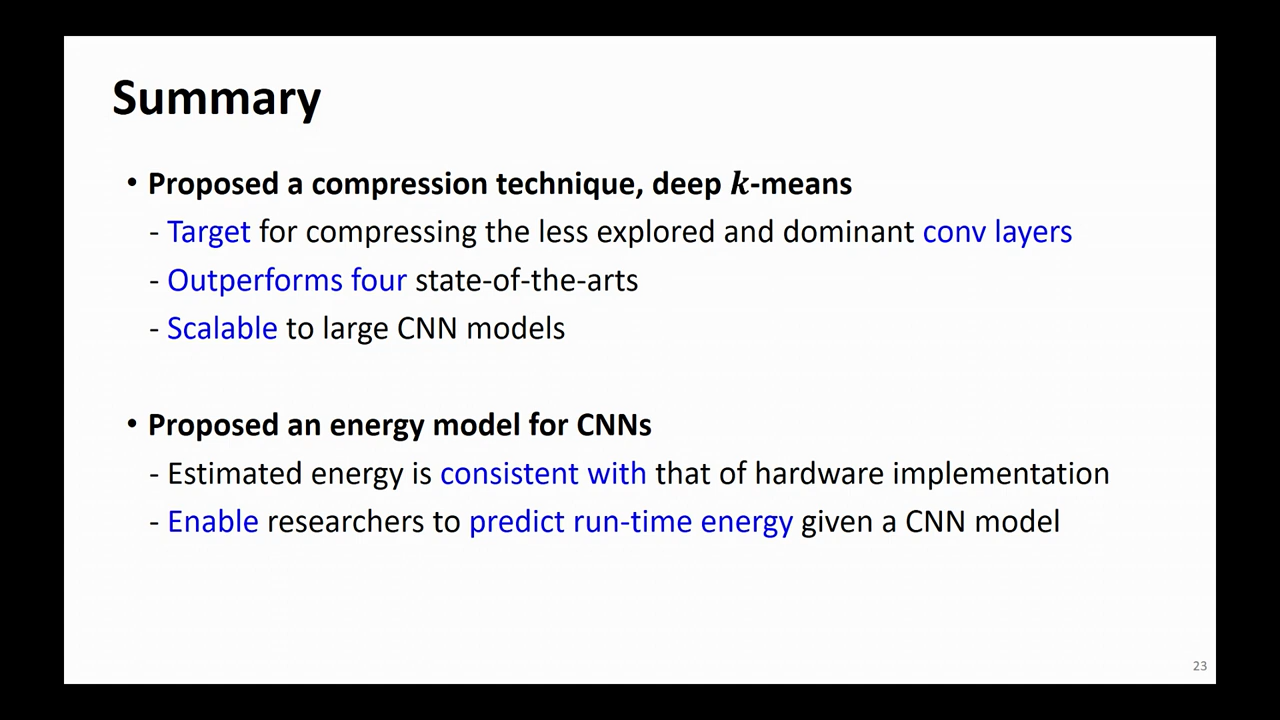 Summary
• Proposed a compression technique, deep k-means
- Target for compressing the less explored and dominant conv layers
- Outperforms four state-of-the-arts
- Scalable to large CNN models
• Proposed an energy model for CNNs
- Estimated energy is consistent with that of hardware implementation
- Enable researchers to predict run-time energy given a CNN model
23